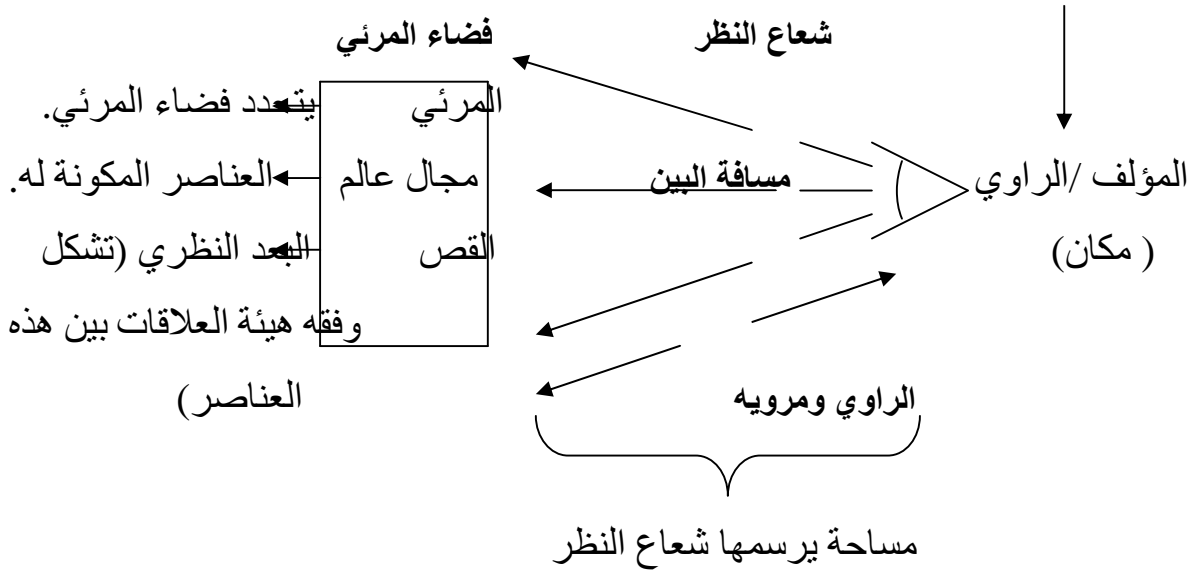 شعاع النظر فضاء المرئي
المرئي يتحدد فضاء المرئي.
المؤلف /الراوي مسافة البين مجال عالم العناصر المكونة له.
( مكان) القص البعد النظري (تشكل
وفقه هيئة العلاقات بين هذه
الراوي ومرويه العناصر)
مساحة يرسمها شعاع النظر